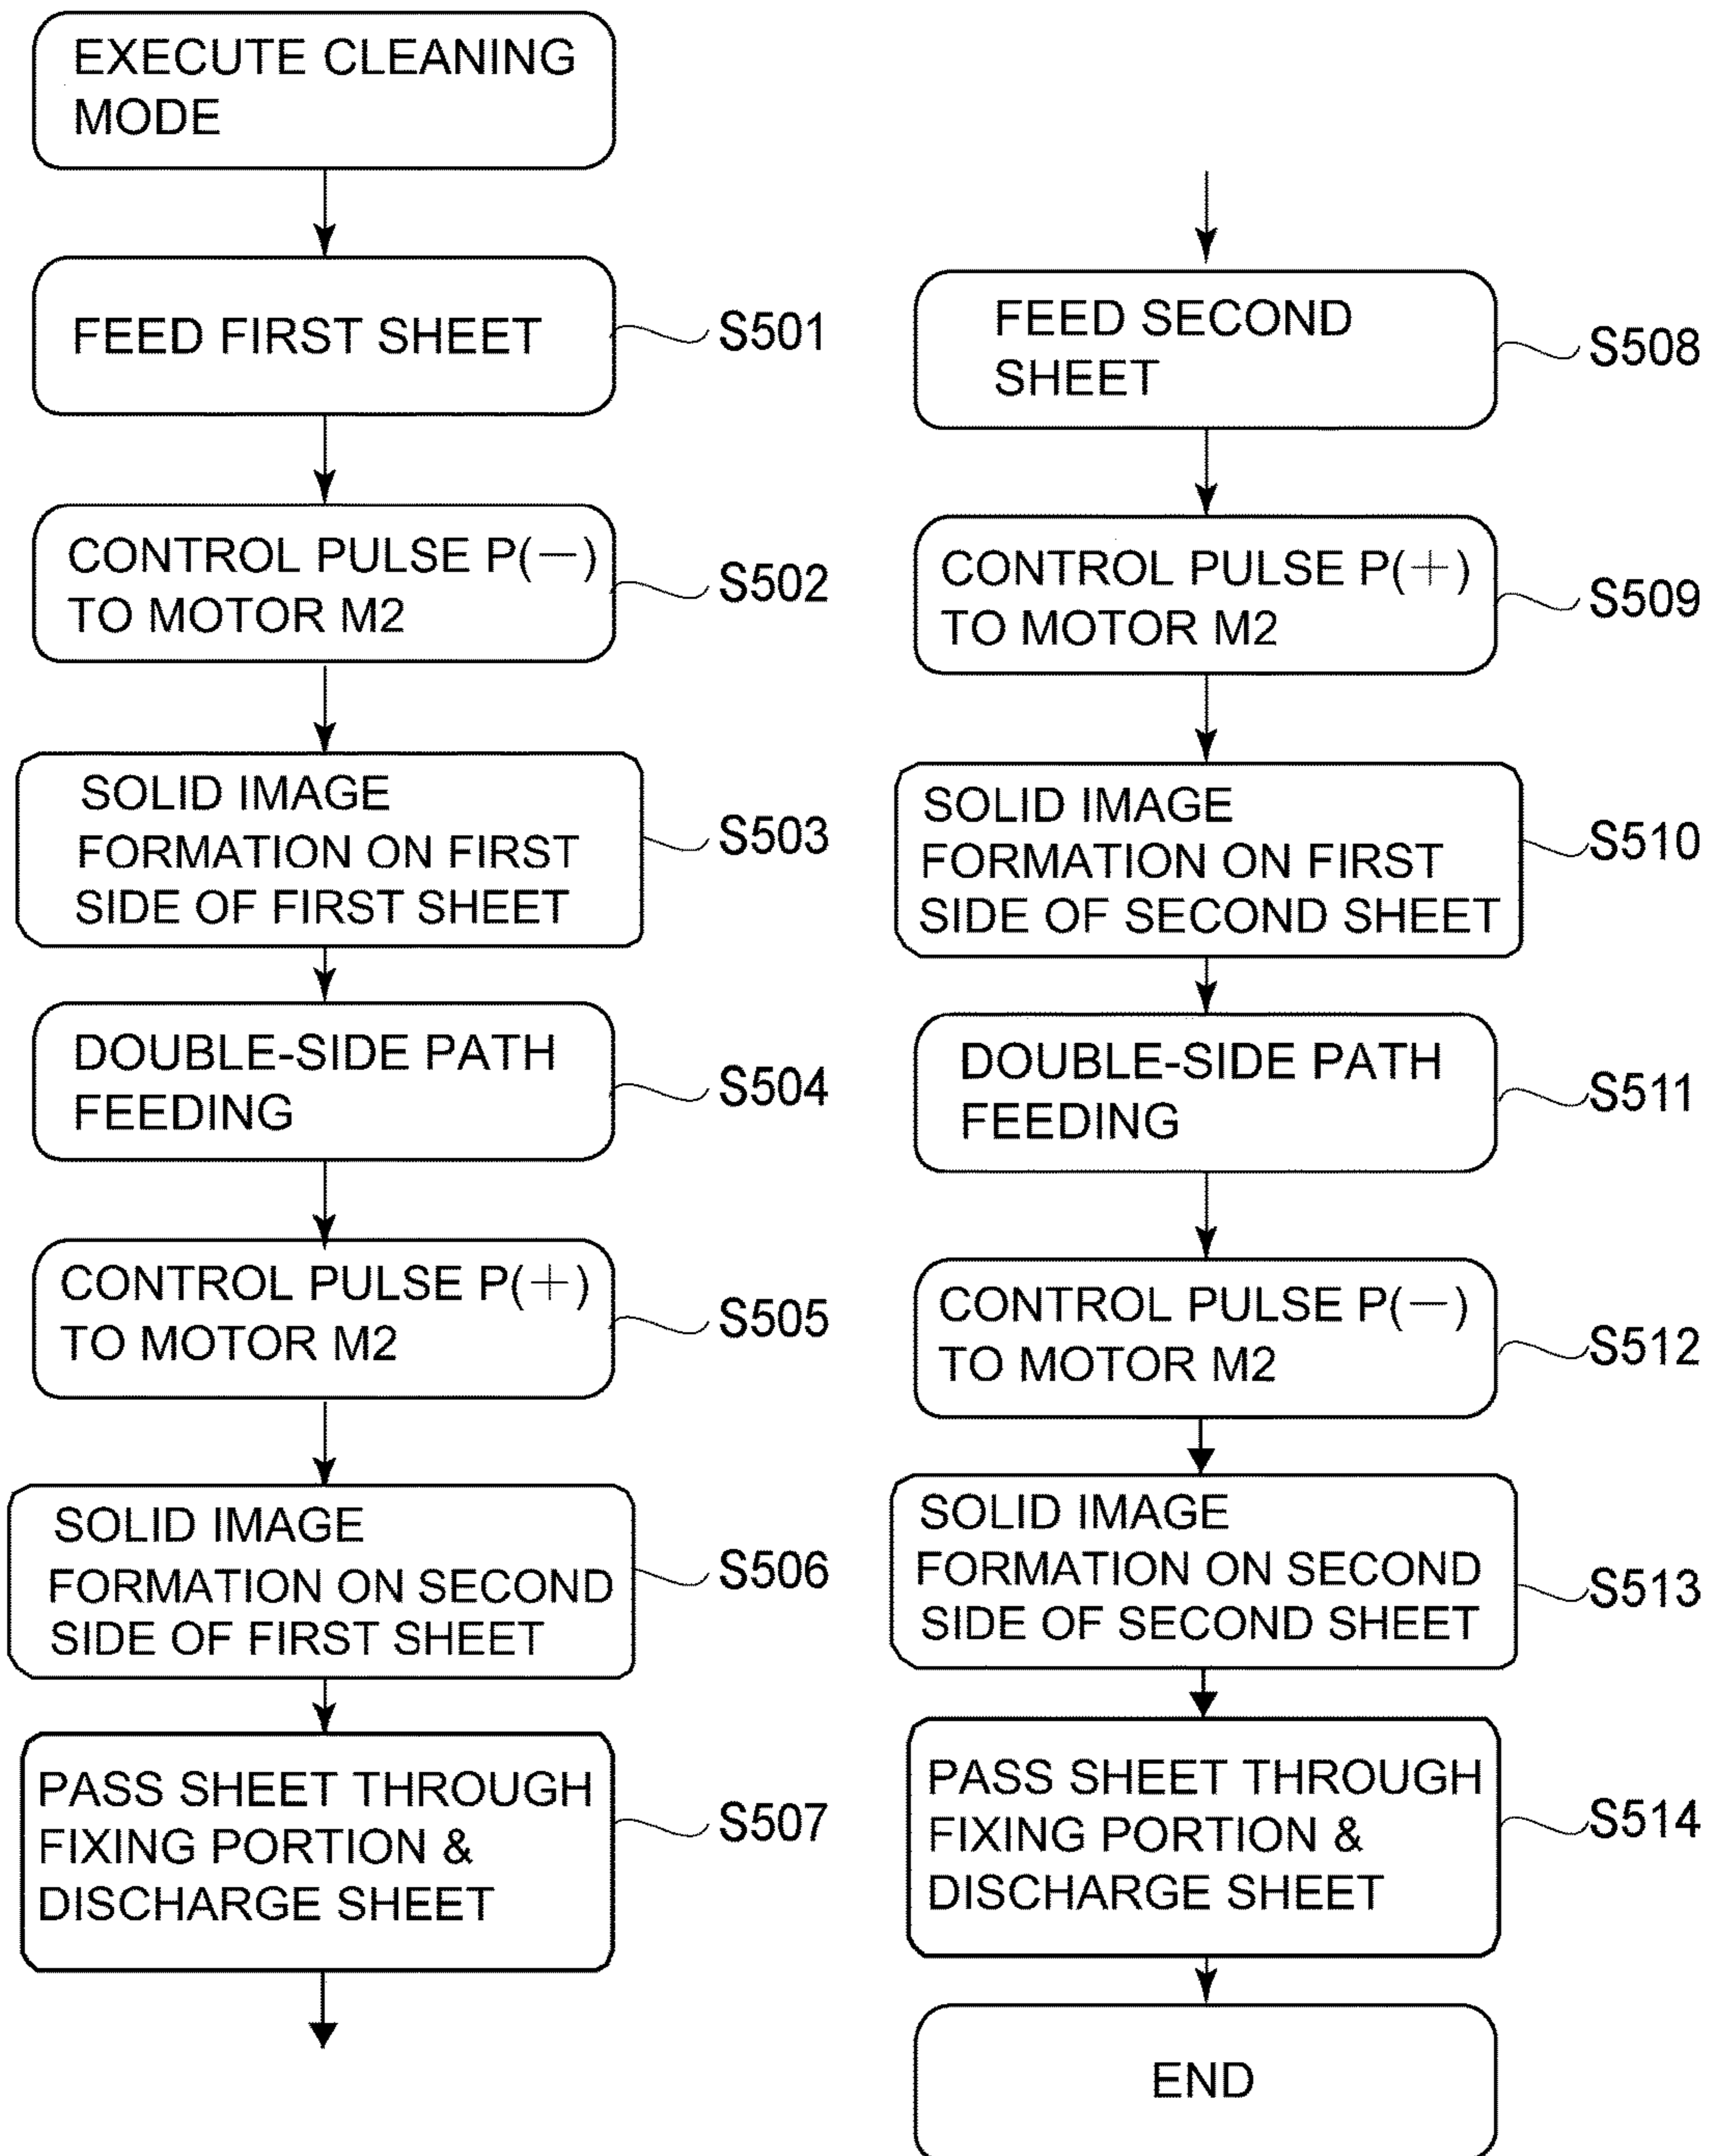 EXECUTE CLEANING
MODE
FEED FIRST SHEET
S501
CONTROL PULSE P(−)
TO MOTOR M2
S502
SOLID IMAGE
FORMATION ON FIRST
SIDE OF FIRST SHEET
S503
DOUBLE-SIDE PATH
FEEDING
S504
CONTROL PULSE P(+)
TO MOTOR M2
S505
SOLID IMAGE
FORMATION ON SECOND
SIDE OF FIRST SHEET
S506
PASS SHEET THROUGH
FIXING PORTION &
DISCHARGE SHEET
S507
FEED SECOND
SHEET
S508
CONTROL PULSE P(+)
TO MOTOR M2
S509
SOLID IMAGE
FORMATION ON FIRST
SIDE OF SECOND SHEET
S510
DOUBLE-SIDE PATH
FEEDING
S511
CONTROL PULSE P(−)
TO MOTOR M2
S512
SOLID IMAGE
FORMATION ON SECOND
SIDE OF SECOND SHEET
S513
PASS SHEET THROUGH
FIXING PORTION &
DISCHARGE SHEET
S514
END